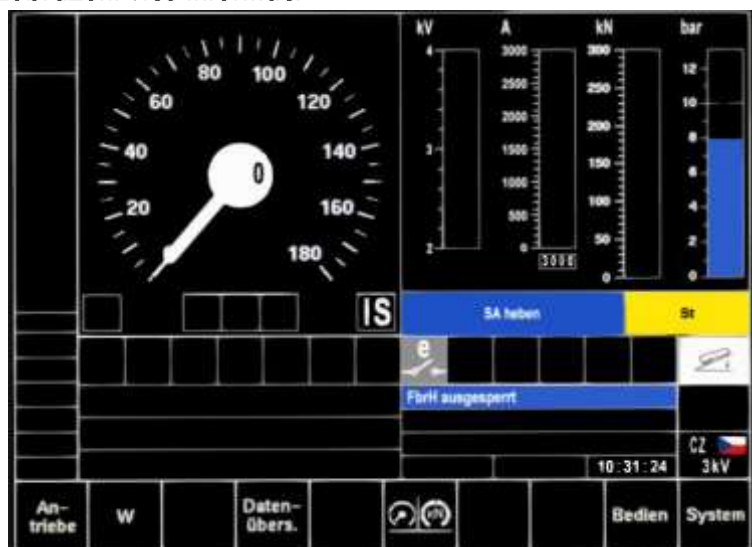 kV A kN bar
4 3000 300 12
2500 250 10
2000 200 8
3 1500 150 6
1000 100 4
500 50 2
2 0 0 0
3000
80 100
60 120
40 140
20 160
180
0
IS
SA heben St
e
FbrH ausgesperrt
CZ
10:31:24 3kV
An-
triebe
W
Daten-
übers.
kN
Bedien
System